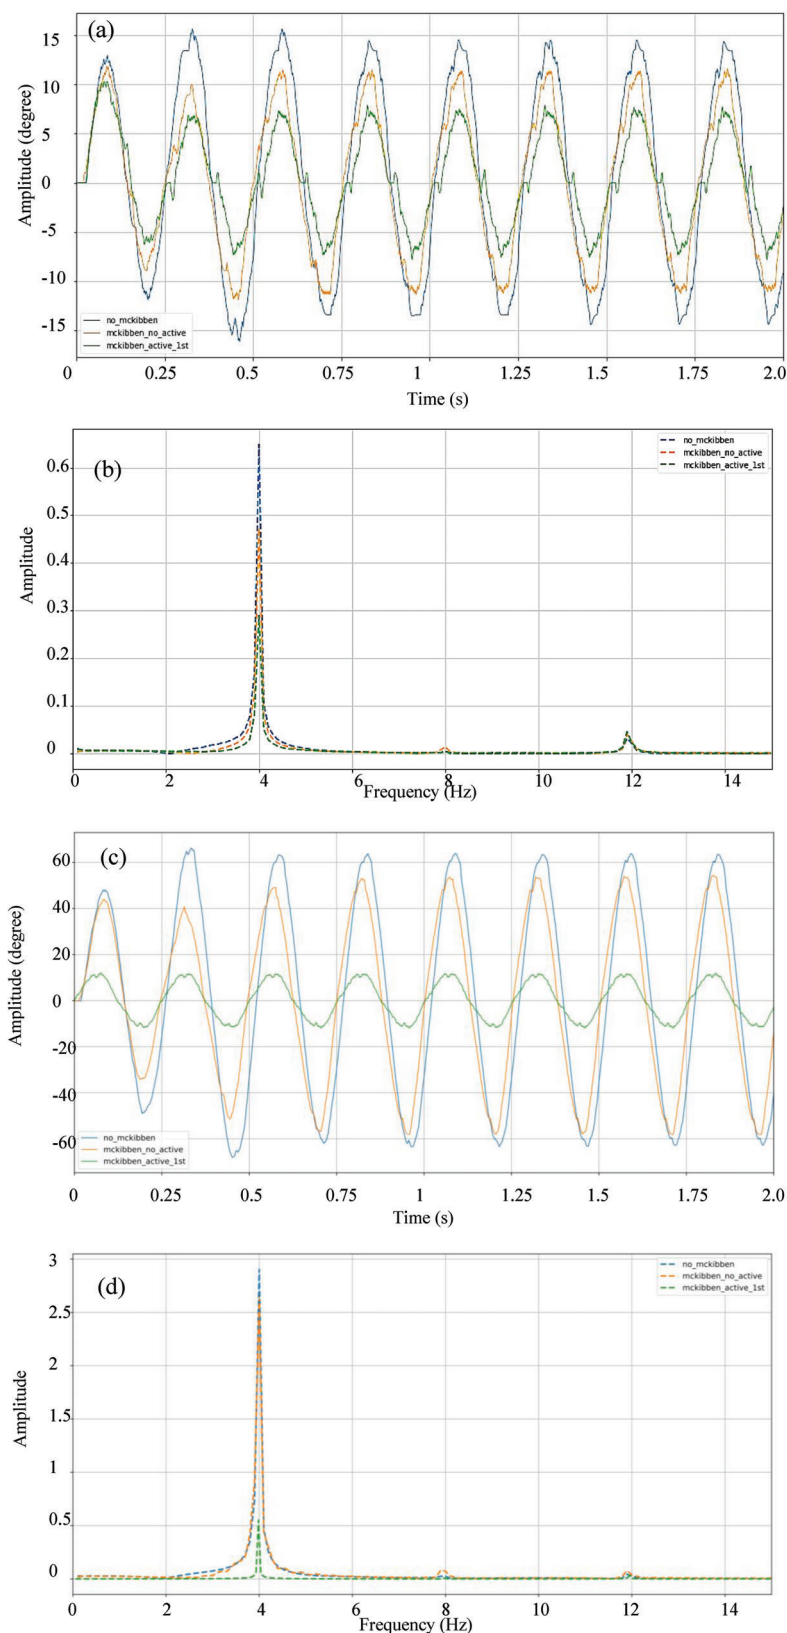 (a)
Amplitude (degree)
15
10
5
0
-5
-10
-15
no_mckibben
mckibben_no_active
mckibben_active_1st
0 0.25 0.5 0.75 1 1.25 1.5 1.75 2.0
Time (s)
(b)
Amplitude
0.6
0.5
0.4
0.3
0.2
0.1
0
no_mckibben
mckibben_no_active
mckibben_active_1st
0 2 4 6 8 10 12 14
Frequency (Hz)
(c)
Amplitude (degree)
60
40
20
0
-20
-40
-60
no_mckibben
mckibben_no_active
mckibben_active_1st
0 0.25 0.5 0.75 1 1.25 1.5 1.75 2.0
Time (s)
(d)
Amplitude
3
2.5
2
1.5
1
0.5
0
no_mckibben
mckibben_no_active
mckibben_active_1st
0 2 4 6 8 10 12 14
Frequency (Hz)